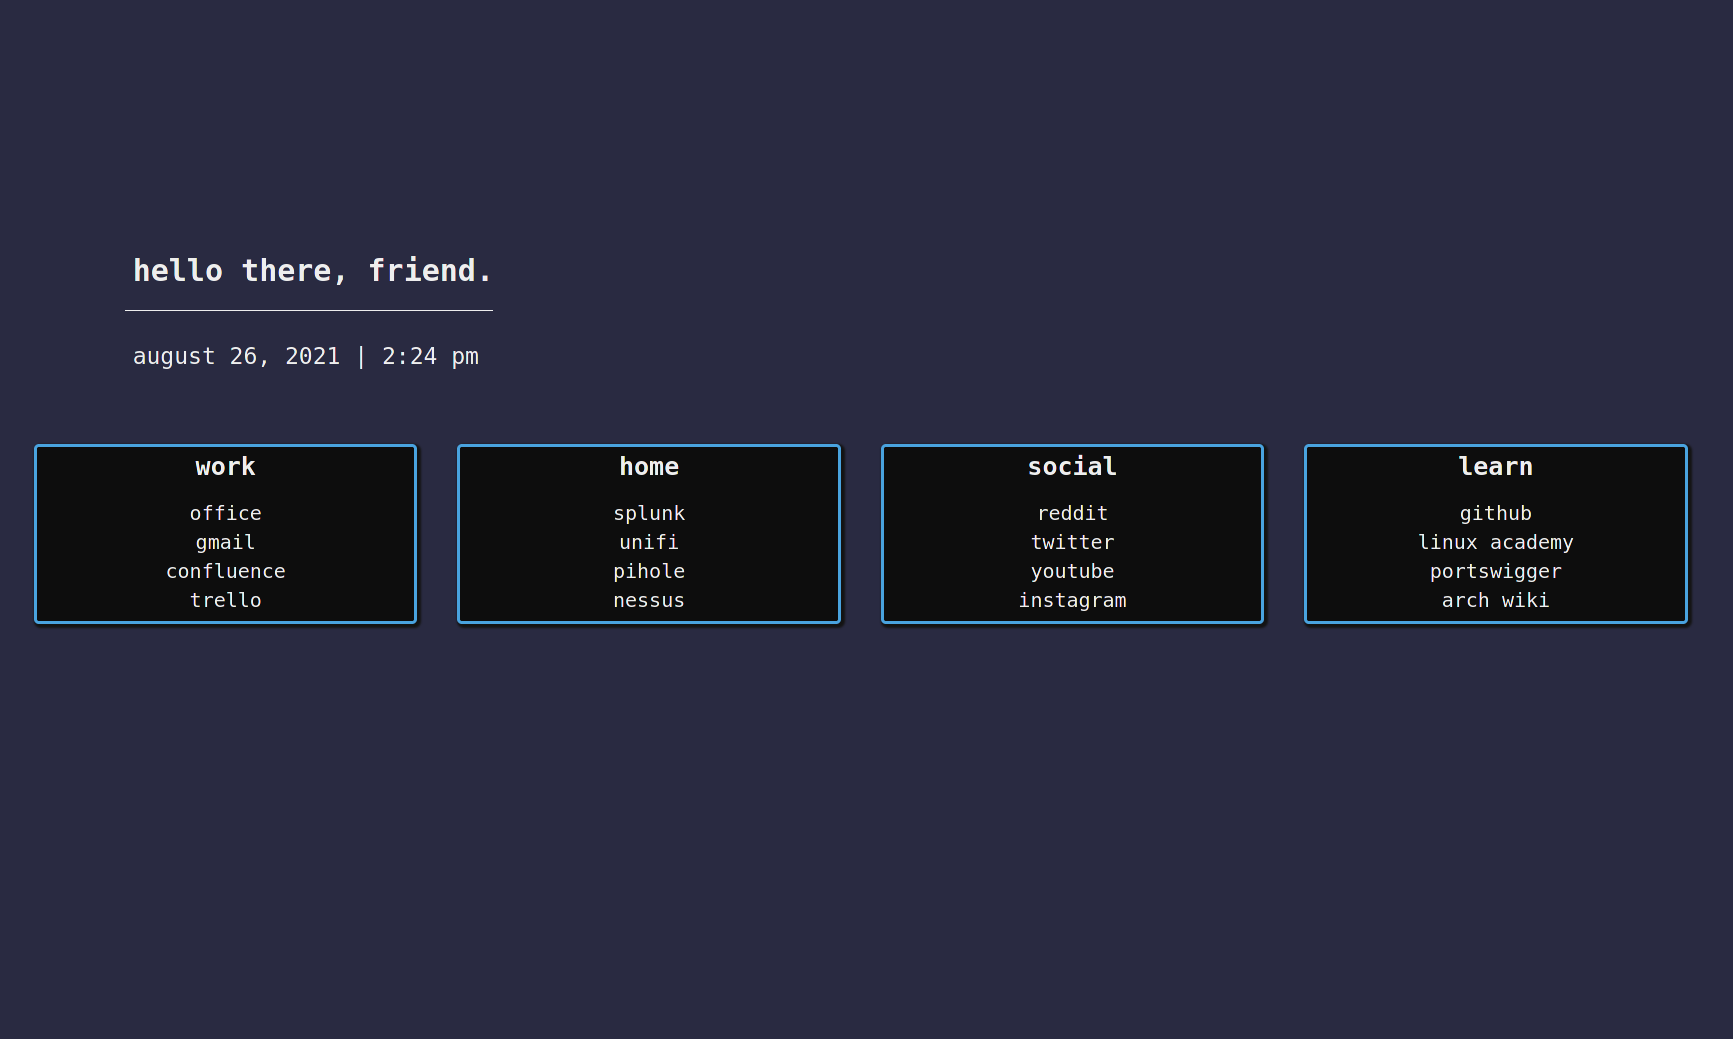 hello there, friend.
august 26, 2021 | 2:24 pm
work
office
gmail
confluence
trello
home
splunk
unifi
pihole
nessus
social
reddit
twitter
youtube
instagram
learn
github
linux academy
portswigger
arch wiki